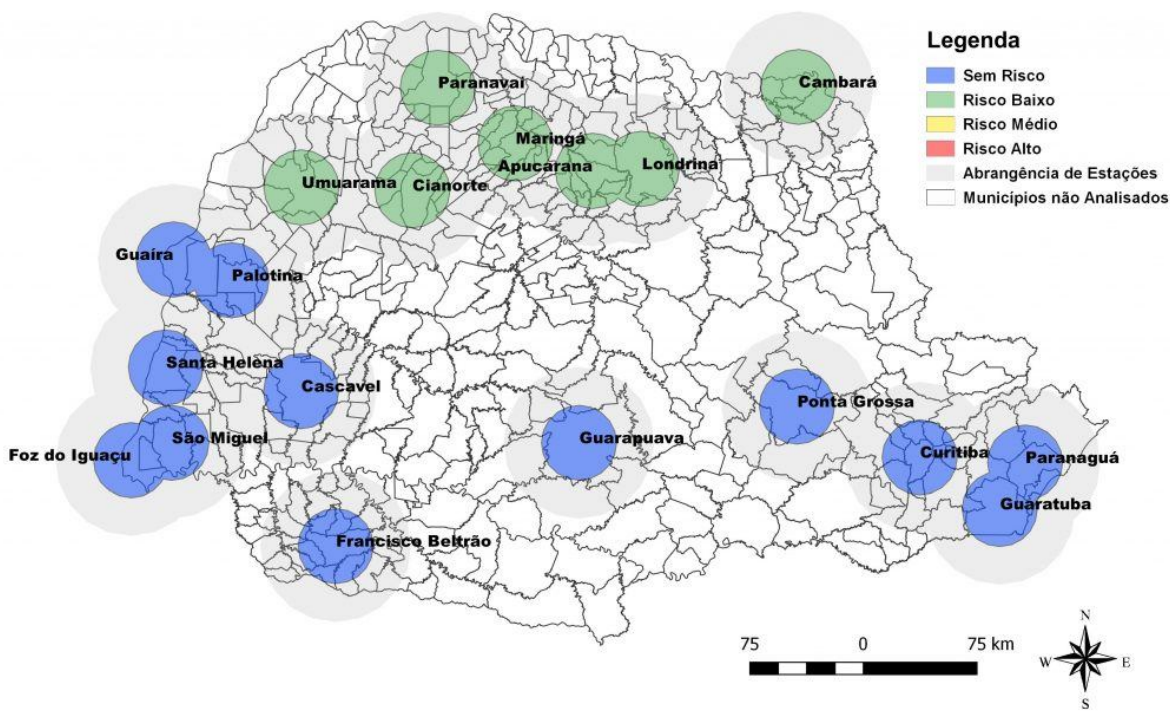 Legenda
Sem Risco
Risco Baixo
Risco Médio
Risco Alto
Abrangência de Estações
Municípios não Analisados
Paranavai
Cambará
Maringá
Apucarana
Londrina
Umuarama
Cianorte
Guaíra
Palotina
Santa Helena
Cascavel
Ponta Grossa
São Miguel
Guarapuava
Foz do Iguaçu
Curitiba
Paranaguá
Guaratuba
Francisco Beltrão
75 0 75 km
N
W E
S